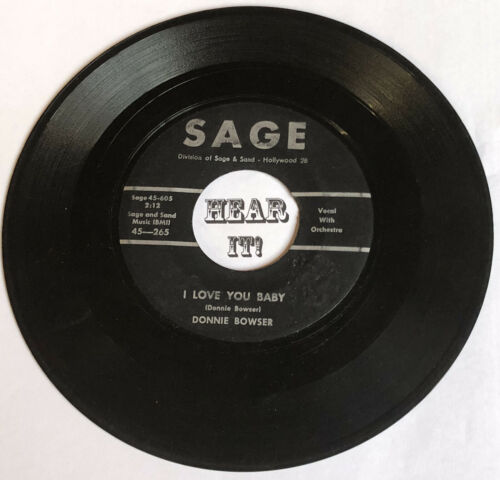 SAGE
Division of Sage & Sand - Hollywood 28
Sage 45-605
2:12
Sage and Sand
Music (BMI)
45—265
HEAR
IT!
Vocal
With
Orchestra
I LOVE YOU BABY
(Donnie Bowser)
DONNIE BOWSER